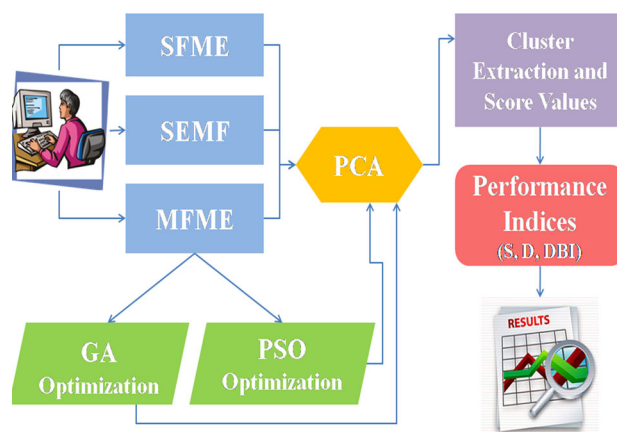 SFME
SEMF
MFME
PCA
Cluster
Extraction and
Score Values
Performance
Indices
(S, D, DBI)
GA
Optimization
PSO
Optimization
RESULTS